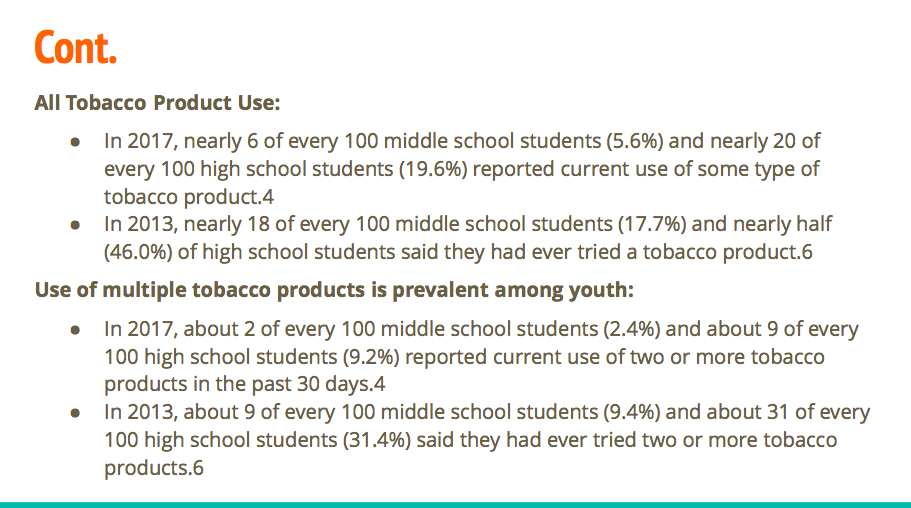 Cont.
All Tobacco Product Use:
● In 2017, nearly 6 of every 100 middle school students (5.6%) and nearly 20 of
every 100 high school students (19.6%) reported current use of some type of
tobacco product.4
● In 2013, nearly 18 of every 100 middle school students (17.7%) and nearly half
(46.0%) of high school students said they had ever tried a tobacco product.6
Use of multiple tobacco products is prevalent among youth:
● In 2017, about 2 of every 100 middle school students (2.4%) and about 9 of every
100 high school students (9.2%) reported current use of two or more tobacco
products in the past 30 days.4
● In 2013, about 9 of every 100 middle school students (9.4%) and about 31 of every
100 high school students (31.4%) said they had ever tried two or more tobacco
products.6